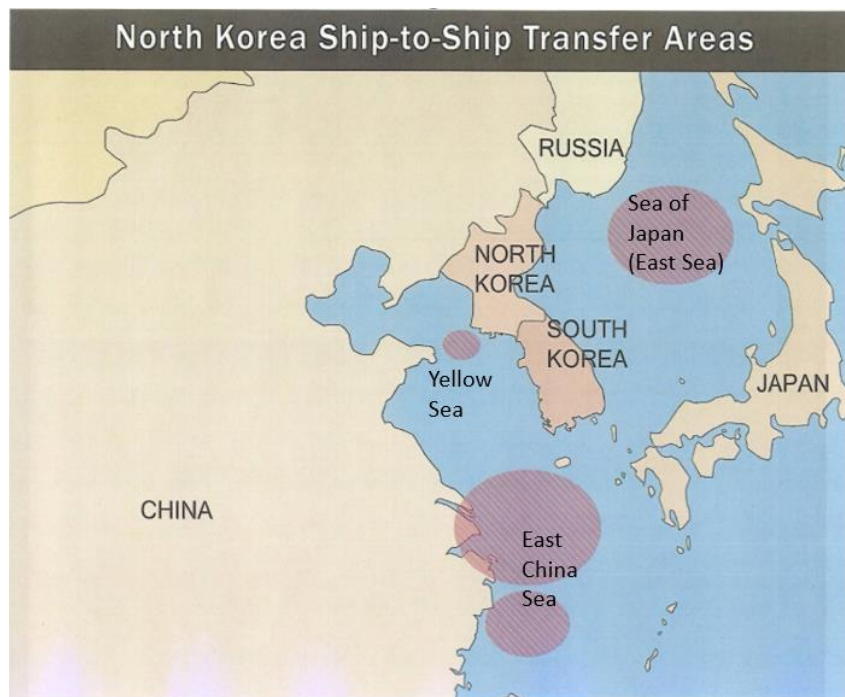 North Korea Ship-to-Ship Transfer Areas
RUSSIA
Sea of
Japan
(East Sea)
NORTH
KOREA
SOUTH
KOREA
Yellow
Sea
JAPAN
CHINA
East
China
Sea